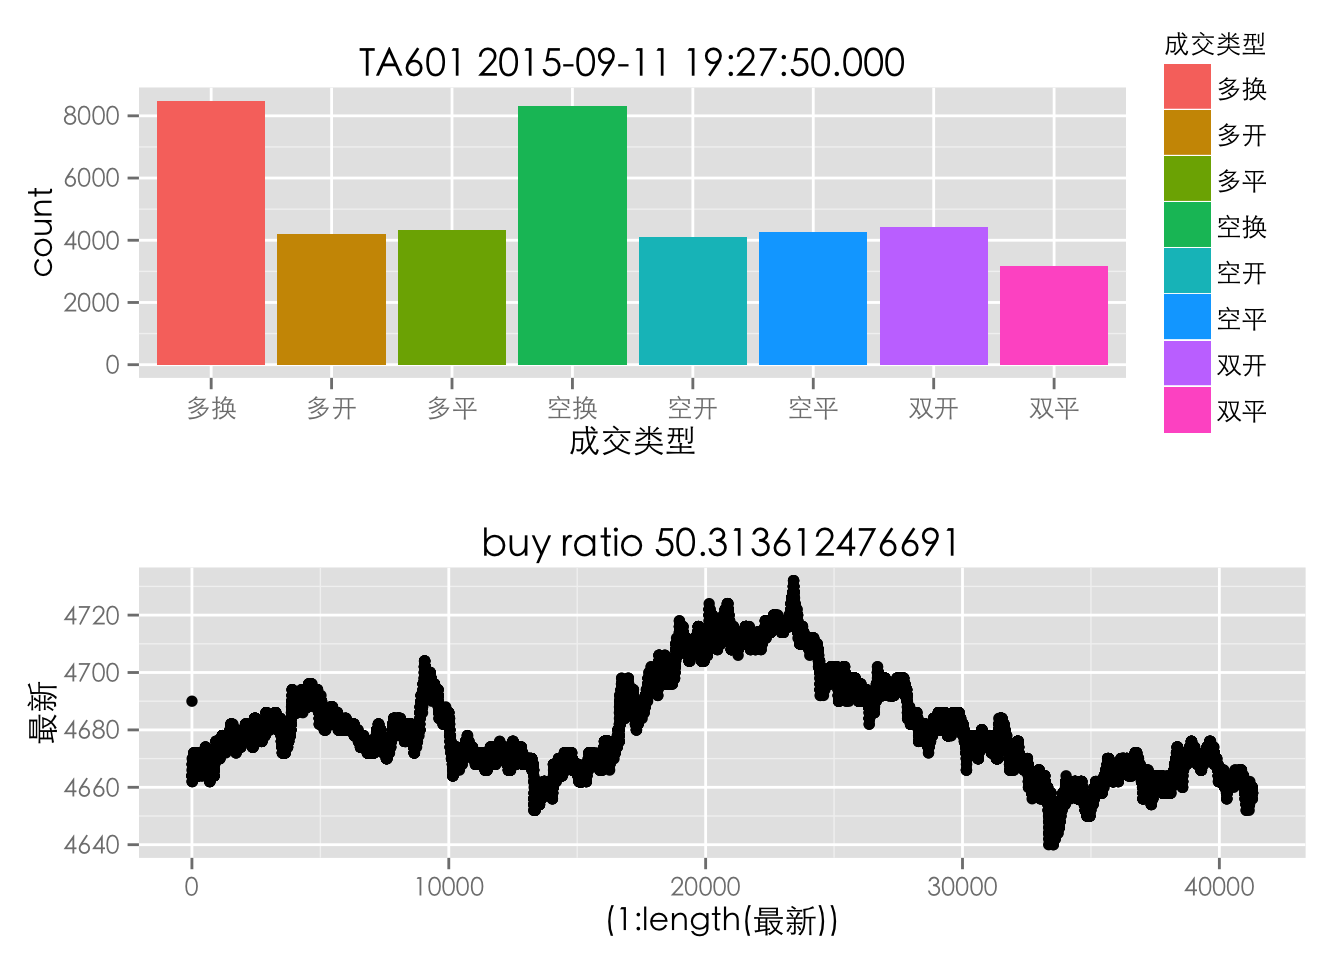 TA601 2015-09-11 19:27:50.000
count
8000
6000
4000
2000
0
多换 多开 多平 空换 空开 空平 双开 双平
成交类型
成交类型
多换
多开
多平
空换
空开
空平
双开
双平
buy ratio 50.313612476691
最新
4720
4700
4680
4660
4640
0 10000 20000 30000 40000
(1:length(最新))